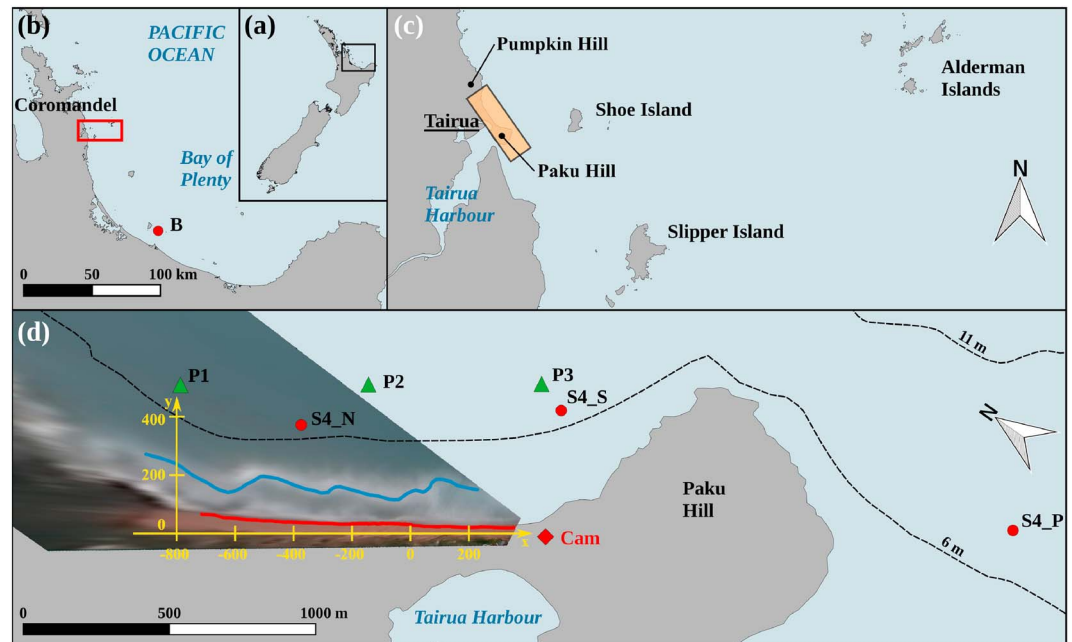 (b)
PACIFIC
OCEAN
Coromandel
Bay of
Plenty
B
0 50 100 km
(a)
(c)
Pumpkin Hill
Tairua
Shoe Island
Paku Hill
Tairua
Harbour
Slipper Island
Alderman
Islands
N
(d)
P1
P2
P3
S4_N
S4_S
11 m
N
y
400
200
0
-800 -600 -400 -200 0 200
x
Cam
Paku
Hill
S4_P
6 m
Tairua Harbour
0 500 1000 m